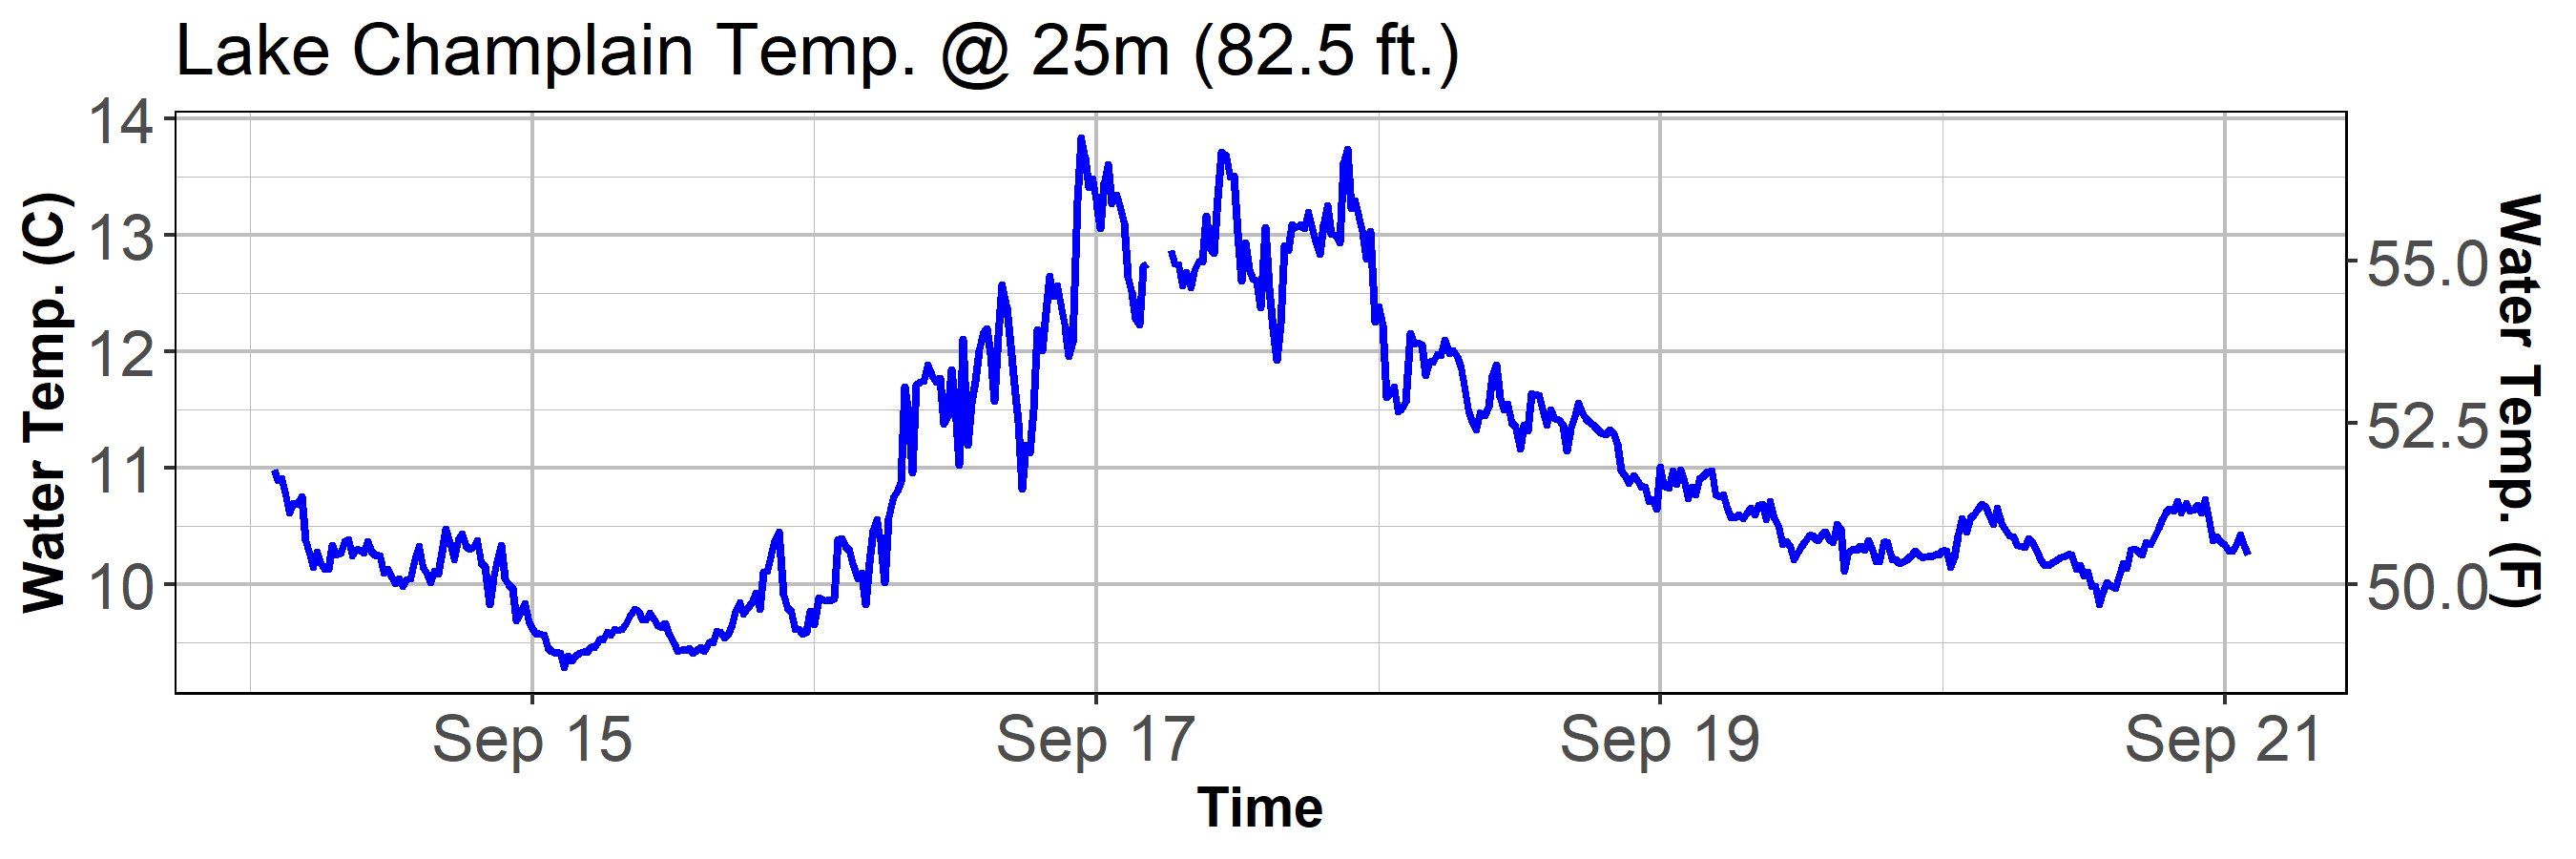 Lake Champlain Temp. @ 25m (82.5 ft.)
14
13
12
11
10
Water Temp. (C)
55.0
52.5
50.0
Water Temp. (F)
Sep 15 Sep 17 Sep 19 Sep 21
Time